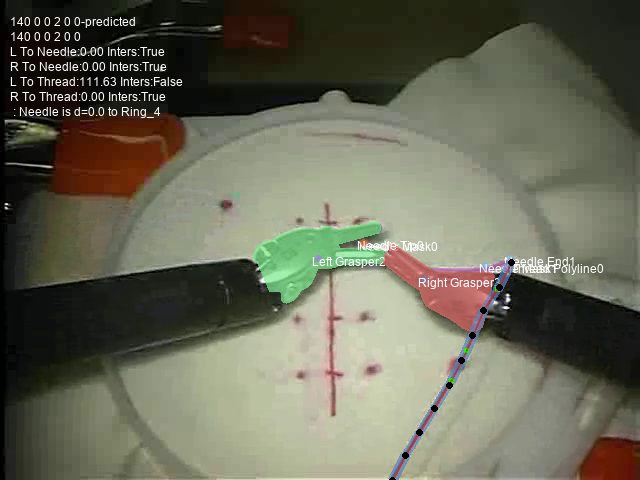 140 0 0 2 0 0-predicted
140 0 0 2 0 0
L To Needle:0.00 Inters:True
R To Needle:0.00 Inters:True
L To Thread:111.63 Inters:False
R To Thread:0.00 Inters:True
: Needle is d=0.0 to Ring_4
Left Grasper2
Right Grasper